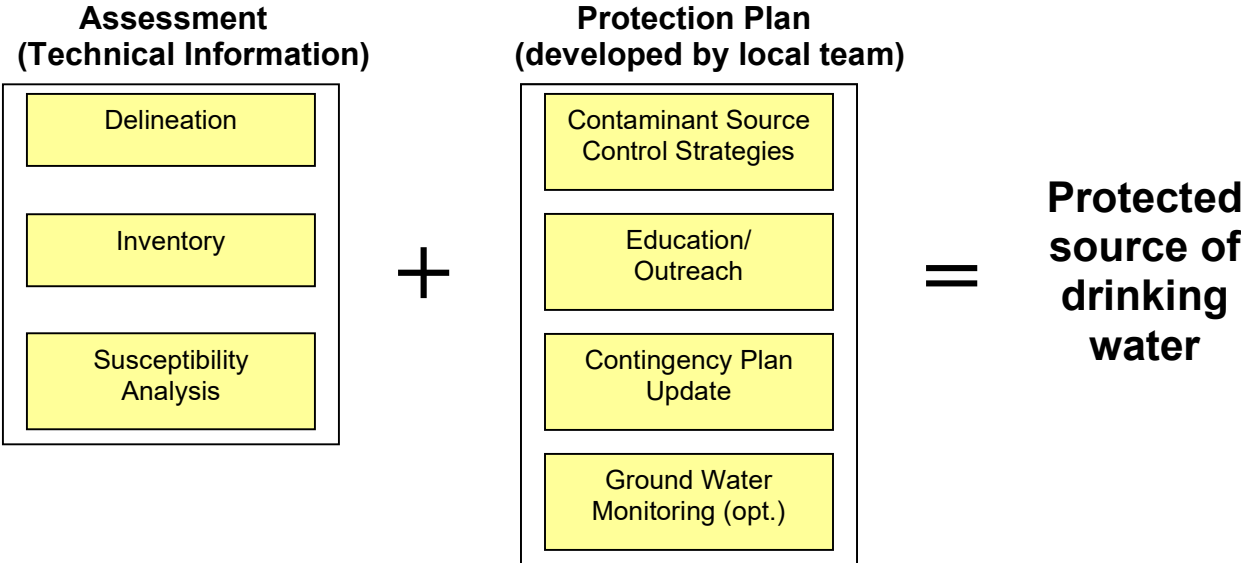 Assessment
(Technical Information)
Delineation
Inventory
Susceptibility
Analysis
+
Protection Plan
(developed by local team)
Contaminant Source
Control Strategies
Education/
Outreach
Contingency Plan
Update
Ground Water
Monitoring (opt.)
=
Protected
source of
drinking
water